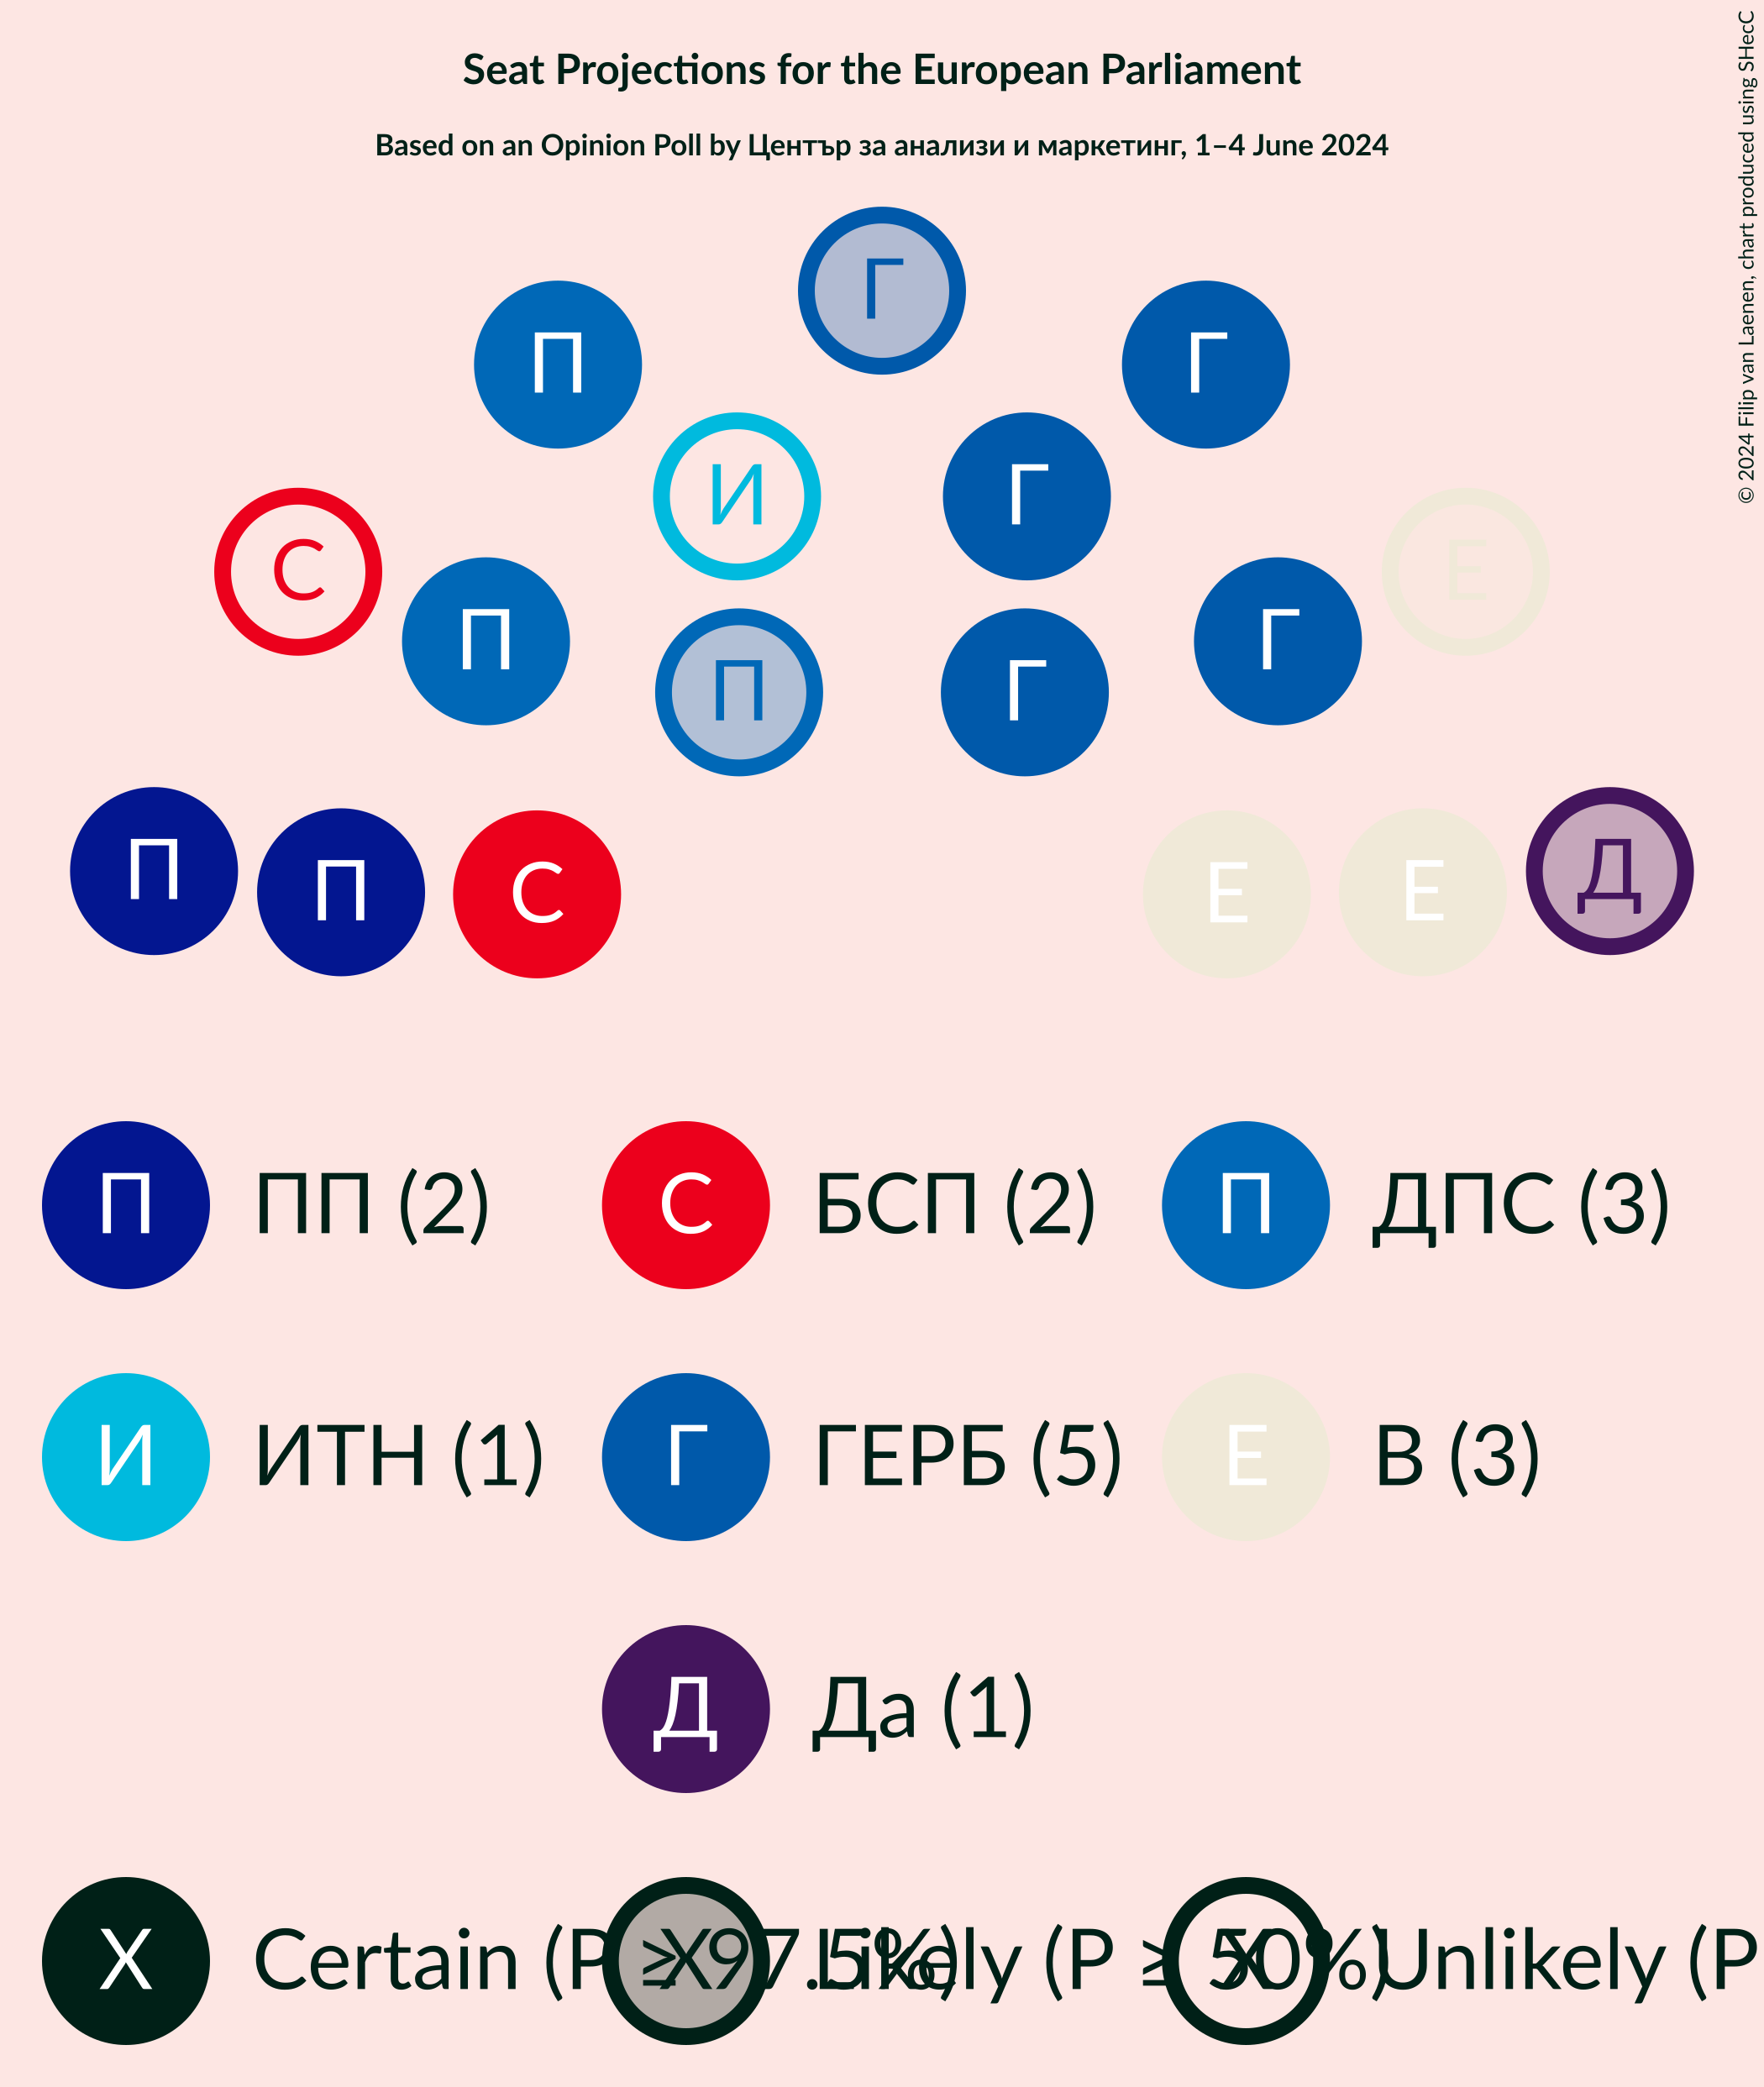 Seat Projections for the European Parliament
Based on an Opinion Poll by Център за анализи и маркетинг, 1–4 June 2024
© 2024 Filip van Laenen, chart produced using SHecC
Г
П
Г
И
Г
С
Е
П
Г
П
Г
П
Д
П
С
Е
Е
П ПП (2)
С БСП (2)
П ДПС (3)
И ИТН (1)
Г ГЕРБ (5)
Е В (3)
Д Да (1)
X Certain (P ≥ 97.5%)
X Likely (P ≥ 50%)
X Unlikely (P